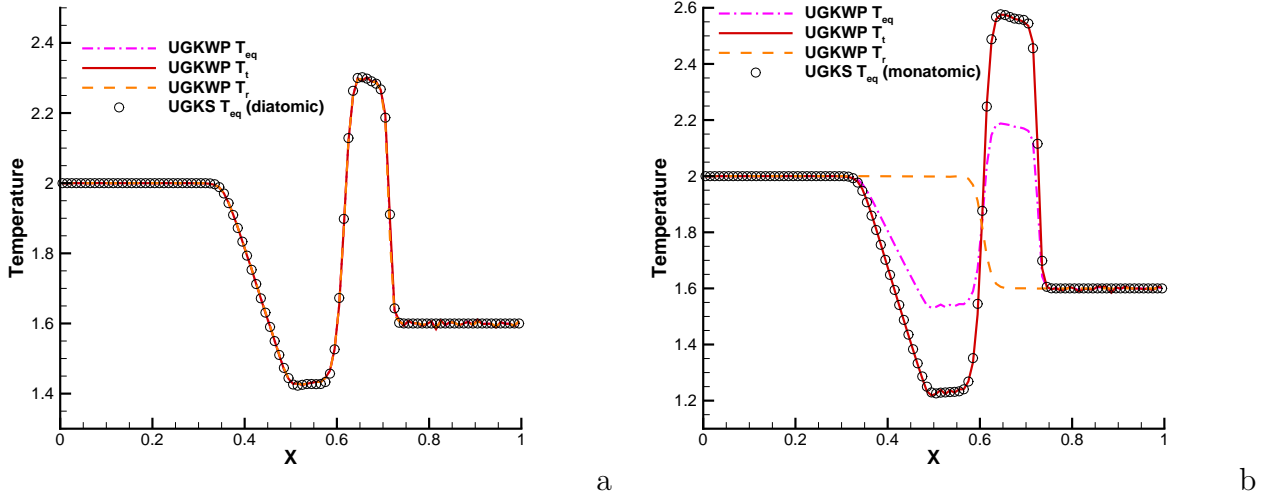 UGKWP T_eq
UGKWP T_t
UGKWP T_r
UGKS T_eq (diatomic)
Temperature
2.4
2.2
2
1.8
1.6
1.4
0 0.2 0.4 0.6 0.8 1
X
a
UGKWP T_eq
UGKWP T_t
UGKWP T_r
UGKS T_eq (monatomic)
Temperature
2.6
2.4
2.2
2
1.8
1.6
1.4
1.2
0 0.2 0.4 0.6 0.8 1
X
b